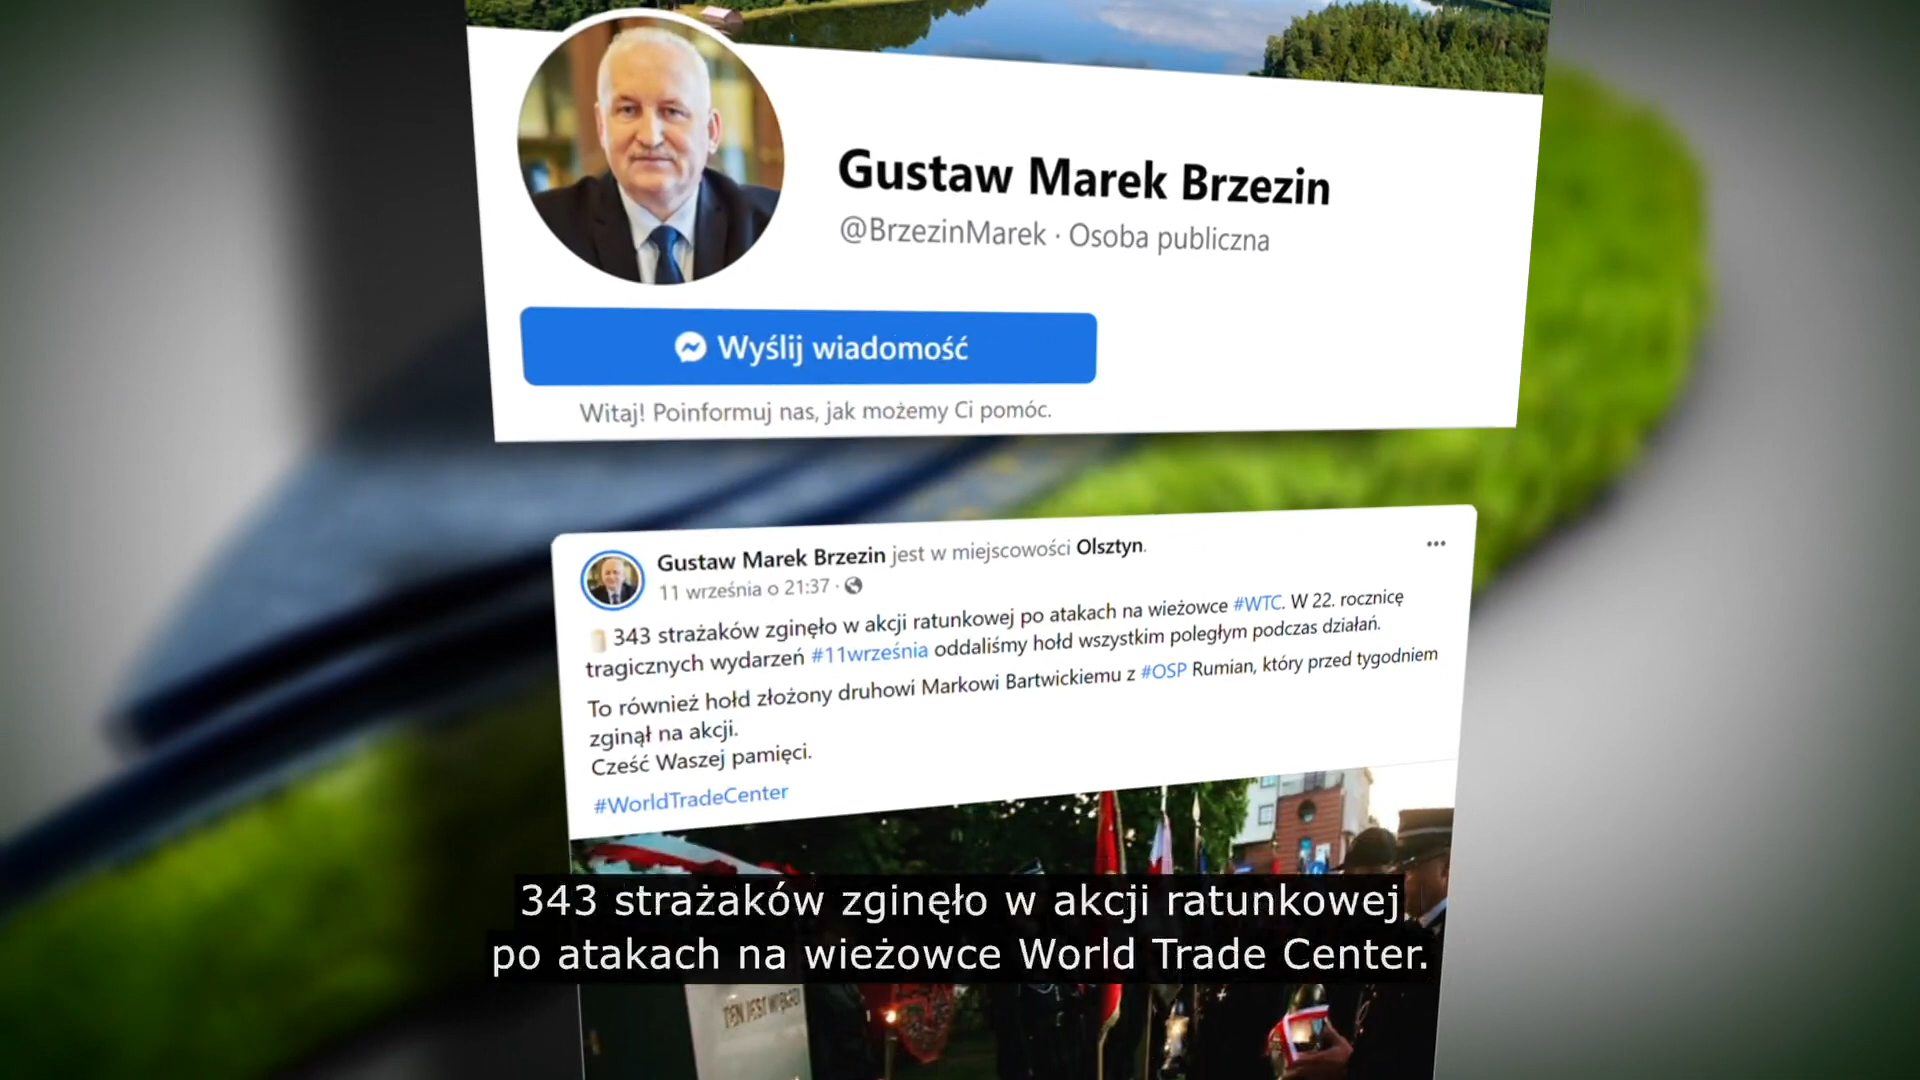 Gustaw Marek Brzezin
@BrzezinMarek · Osoba publiczna
Wyślij wiadomość
Witaj! Poinformuj nas, jak możemy Ci pomóc.
Gustaw Marek Brzezin jest w miejscowości Olsztyn.
11 września o 21:37 ·
343 strażaków zginęło w akcji ratunkowej po atakach na wieżowce #WTC. W 22. rocznicę
tragicznych wydarzeń #11września oddaliśmy hołd wszystkim poległym podczas działań.
To również hołd złożony druhowi Markowi Bartwickiemu z #OSP Rumian, który przed tygodniem
zginął na akcji.
Cześć Waszej pamięci.
#WorldTradeCenter
343 strażaków zginęło w akcji ratunkowej
po atakach na wieżowce World Trade Center.
TEN JEST